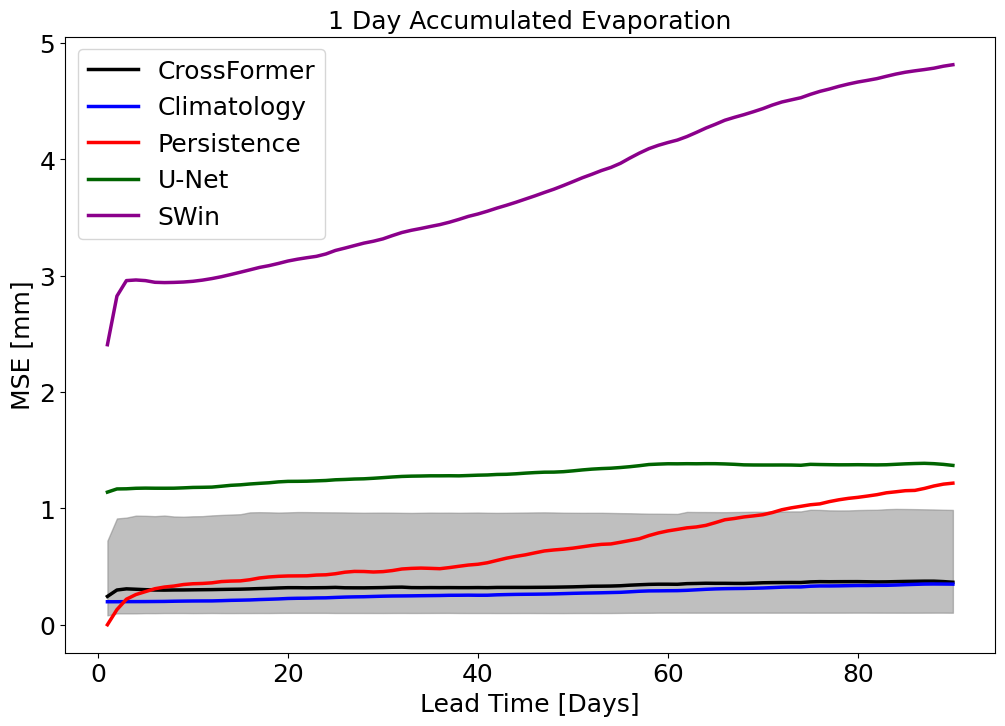 1 Day Accumulated Evaporation
CrossFormer
Climatology
Persistence
U-Net
SWin
MSE [mm]
5
4
3
2
1
0
0 20 40 60 80
Lead Time [Days]